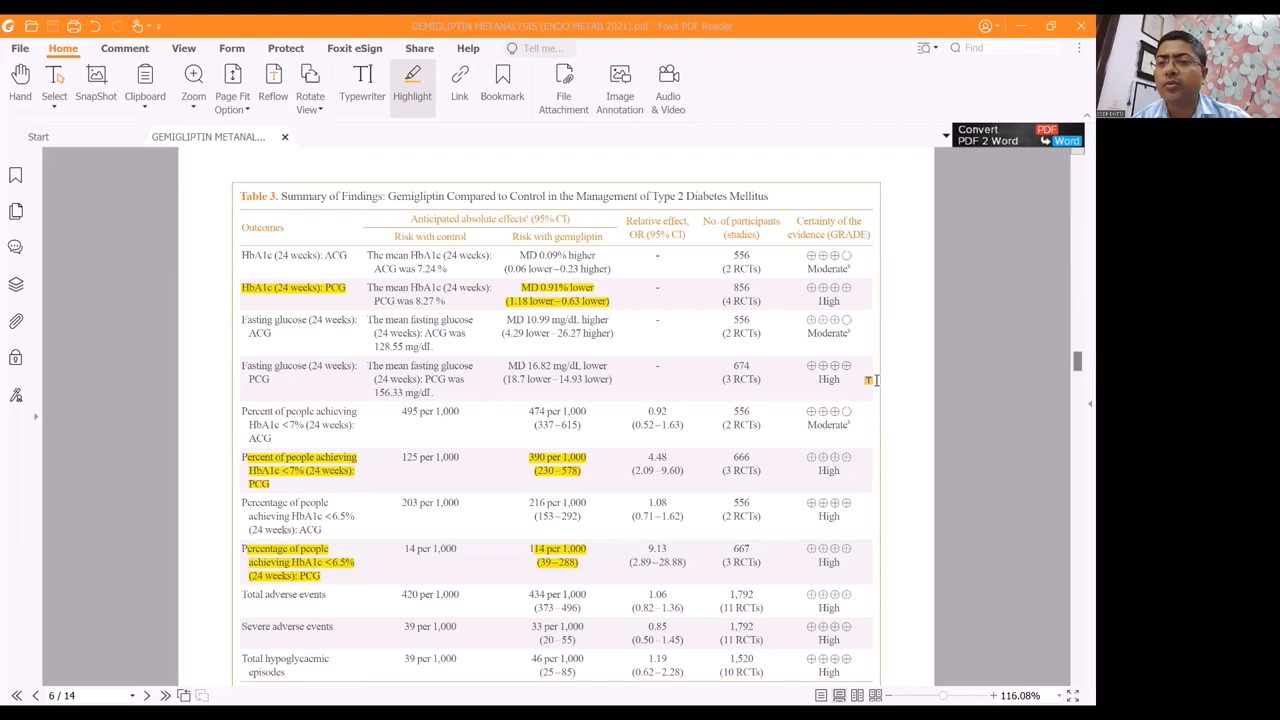 GEMIGLIPTIN METANALYSIS (ENDO METAB 2021).pdf - Foxit PDF Reader
File Home Comment View Form Protect Foxit eSign Share Help Tell me... Find
Hand Select SnapShot Clipboard Zoom Page Fit Option Reflow Rotate View Typewriter Highlight Link Bookmark File Attachment Image Annotation Audio & Video
Start GEMIGLIPTIN METANAL...
Convert PDF
PDF 2 Word Word
Table 3. Summary of Findings: Gemigliptin Compared to Control in the Management of Type 2 Diabetes Mellitus
Outcomes
Anticipated absolute effectsᵃ (95% CI)
Risk with control Risk with gemigliptin
Relative effect,
OR (95% CI)
No. of participants
(studies)
Certainty of the
evidence (GRADE)
HbA1c (24 weeks): ACG The mean HbA1c (24 weeks): MD 0.09% higher - 556
ACG was 7.24 % (0.06 lower–0.23 higher) (2 RCTs) Moderateᵇ
HbA1c (24 weeks): PCG The mean HbA1c (24 weeks): MD 0.91% lower - 856
PCG was 8.27 % (1.18 lower–0.63 lower) (4 RCTs) High
Fasting glucose (24 weeks): The mean fasting glucose MD 10.99 mg/dL higher - 556
ACG (24 weeks): ACG was (4.29 lower–26.27 higher) (2 RCTs) Moderateᵇ
128.55 mg/dL
Fasting glucose (24 weeks): The mean fasting glucose MD 16.82 mg/dL lower - 674
PCG (24 weeks): PCG was (18.7 lower–14.93 lower) (3 RCTs) High
156.33 mg/dL
Percent of people achieving 495 per 1,000 474 per 1,000 0.92 556
HbA1c <7% (24 weeks): (337–615) (0.52–1.63) (2 RCTs) Moderateᵇ
ACG
Percent of people achieving 125 per 1,000 390 per 1,000 4.48 666
HbA1c <7% (24 weeks): (230–578) (2.09–9.60) (3 RCTs) High
PCG
Percentage of people 203 per 1,000 216 per 1,000 1.08 556
achieving HbA1c <6.5% (153–292) (0.71–1.62) (2 RCTs) High
(24 weeks): ACG
Percentage of people 14 per 1,000 114 per 1,000 9.13 667
achieving HbA1c <6.5% (39–288) (2.89–28.88) (3 RCTs) High
(24 weeks): PCG
Total adverse events 420 per 1,000 434 per 1,000 1.06 1,792
(373–496) (0.82–1.36) (11 RCTs) High
Severe adverse events 39 per 1,000 33 per 1,000 0.85 1,792
(20–55) (0.50–1.45) (11 RCTs) High
Total hypoglycaemic 39 per 1,000 46 per 1,000 1.19 1,520
episodes (25–85) (0.62–2.28) (10 RCTs) High
6 / 14 116.08%